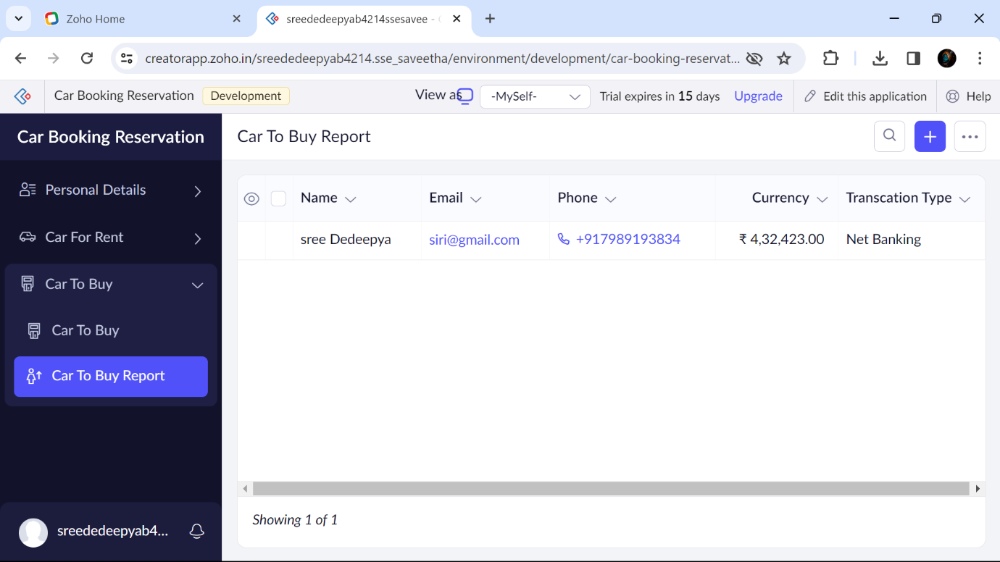 Zoho Home
sreededeepyab4214ssesavee -
creatorapp.zoho.in/sreededeepyab4214.sse_saveetha/environment/development/car-booking-reservat...
Car Booking Reservation Development View as -MySelf- Trial expires in 15 days Upgrade Edit this application Help
Car Booking Reservation
Personal Details
Car For Rent
Car To Buy
Car To Buy
Car To Buy Report
sreededeepyab4...
Car To Buy Report
Name Email Phone Currency Transcation Type
sree Dedeepya siri@gmail.com +917989193834 ₹ 4,32,423.00 Net Banking
Showing 1 of 1